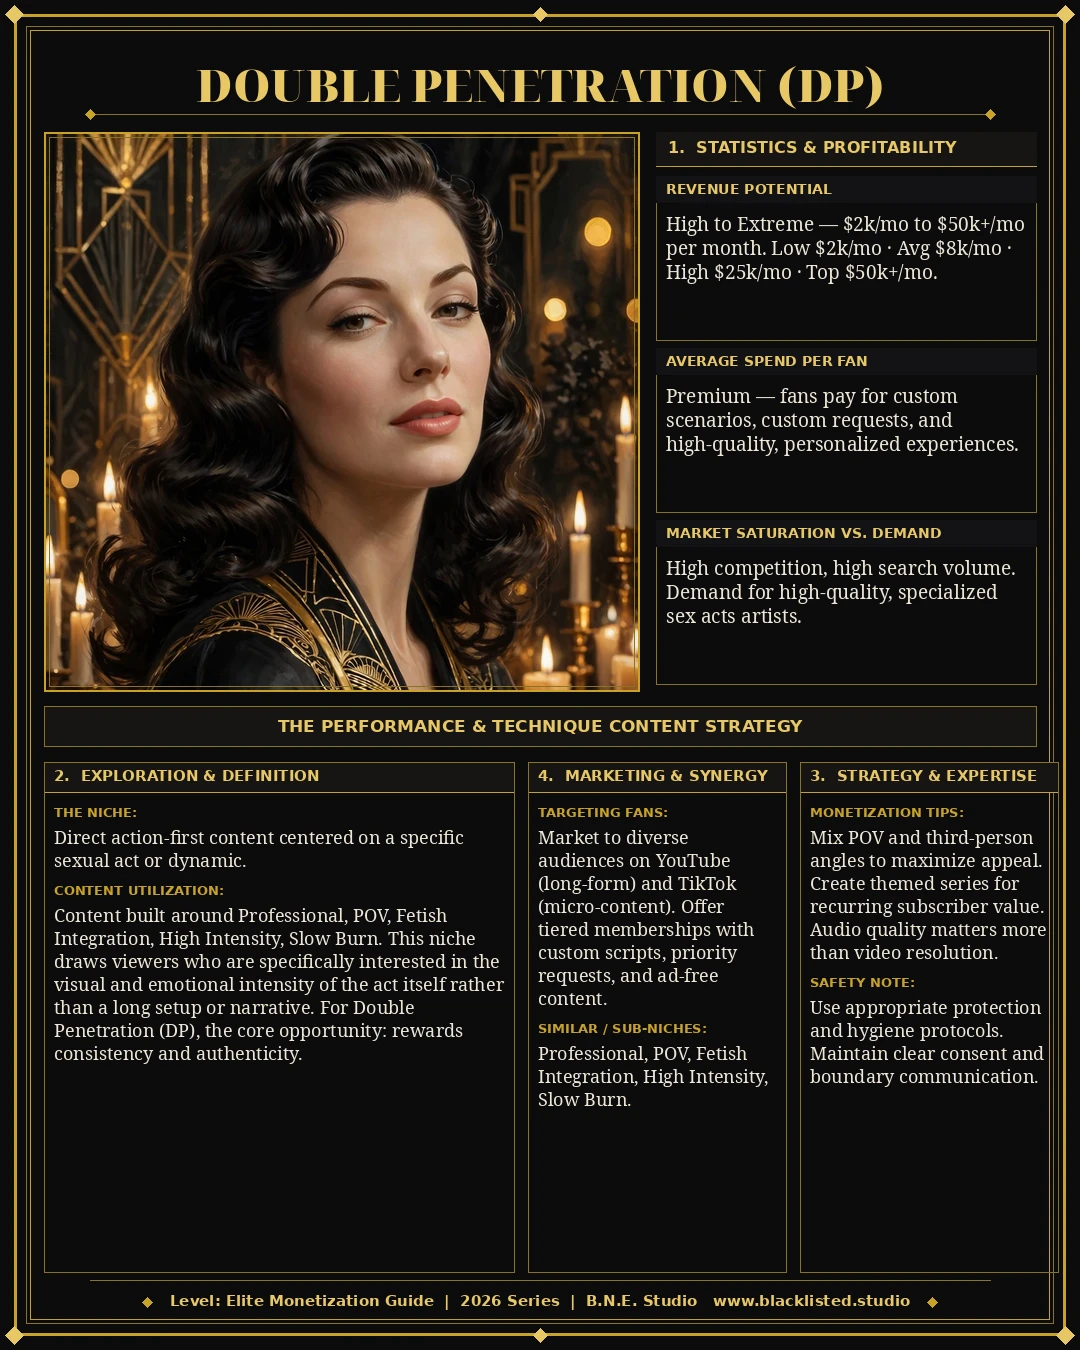 DOUBLE PENETRATION (DP)
1. STATISTICS & PROFITABILITY
REVENUE POTENTIAL
High to Extreme — $2k/mo to $50k+/mo
per month. Low $2k/mo · Avg $8k/mo ·
High $25k/mo · Top $50k+/mo.
AVERAGE SPEND PER FAN
Premium — fans pay for custom
scenarios, custom requests, and
high-quality, personalized experiences.
MARKET SATURATION VS. DEMAND
High competition, high search volume.
Demand for high-quality, specialized
sex acts artists.
THE PERFORMANCE & TECHNIQUE CONTENT STRATEGY
2. EXPLORATION & DEFINITION
THE NICHE:
Direct action-first content centered on a specific
sexual act or dynamic.
CONTENT UTILIZATION:
Content built around Professional, POV, Fetish
Integration, High Intensity, Slow Burn. This niche
draws viewers who are specifically interested in the
visual and emotional intensity of the act itself rather
than a long setup or narrative. For Double
Penetration (DP), the core opportunity: rewards
consistency and authenticity.
4. MARKETING & SYNERGY
TARGETING FANS:
Market to diverse
audiences on YouTube
(long-form) and TikTok
(micro-content). Offer
tiered memberships with
custom scripts, priority
requests, and ad-free
content.
SIMILAR / SUB-NICHES:
Professional, POV, Fetish
Integration, High Intensity,
Slow Burn.
3. STRATEGY & EXPERTISE
MONETIZATION TIPS:
Mix POV and third-person
angles to maximize appeal.
Create themed series for
recurring subscriber value.
Audio quality matters more
than video resolution.
SAFETY NOTE:
Use appropriate protection
and hygiene protocols.
Maintain clear consent and
boundary communication.
Level: Elite Monetization Guide | 2026 Series | B.N.E. Studio www.blacklisted.studio